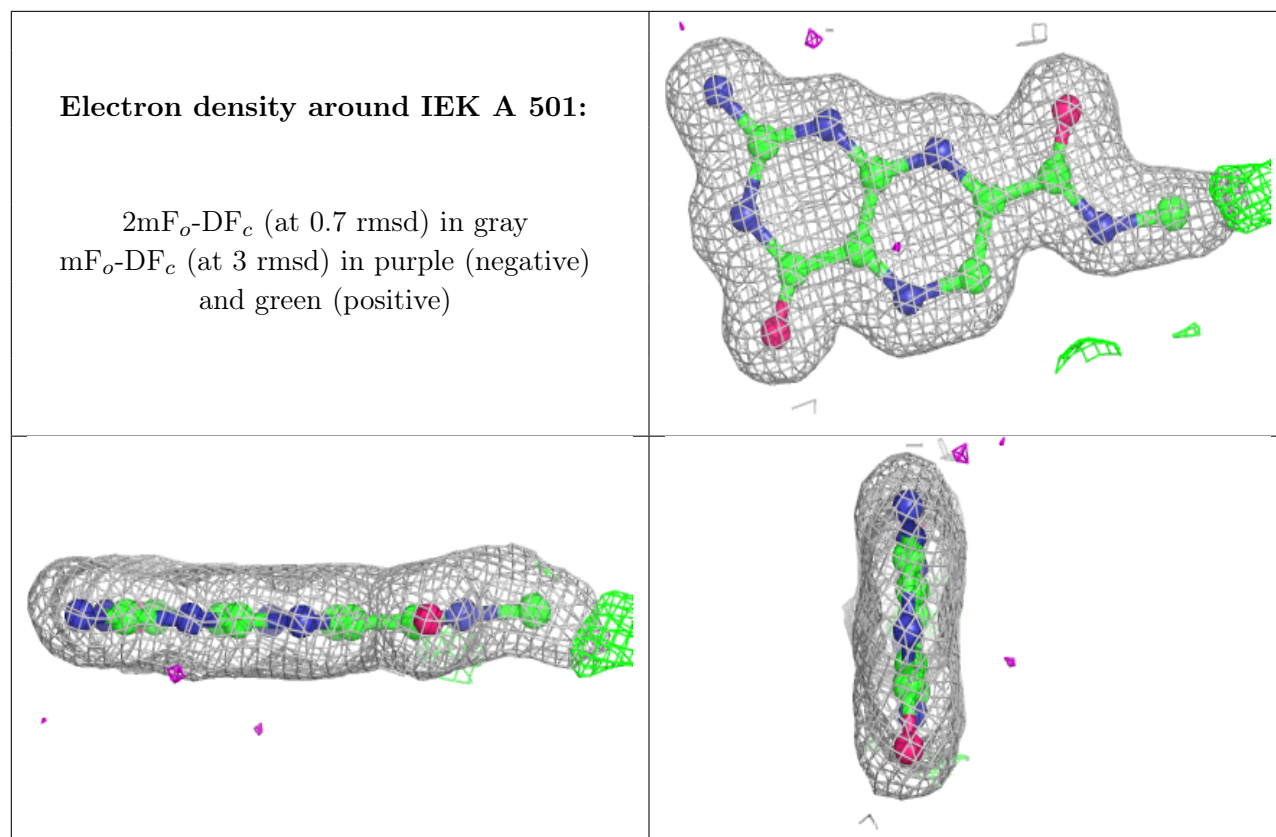 Electron density around IEK A 501:
2mFₒ-DF𝒸 (at 0.7 rmsd) in gray
mFₒ-DF𝒸 (at 3 rmsd) in purple (negative)
and green (positive)